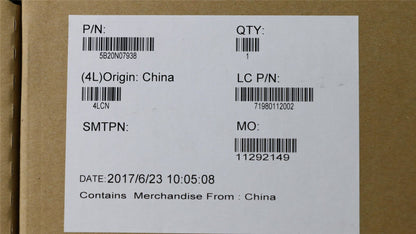 P/N: QTY:
5B20N07938 1
(4L)Origin: China LC P/N:
4LCN 71980112002
SMTPN: MO:
11292149
DATE: 2017/6/23 10:05:08
Contains Merchandise From : China